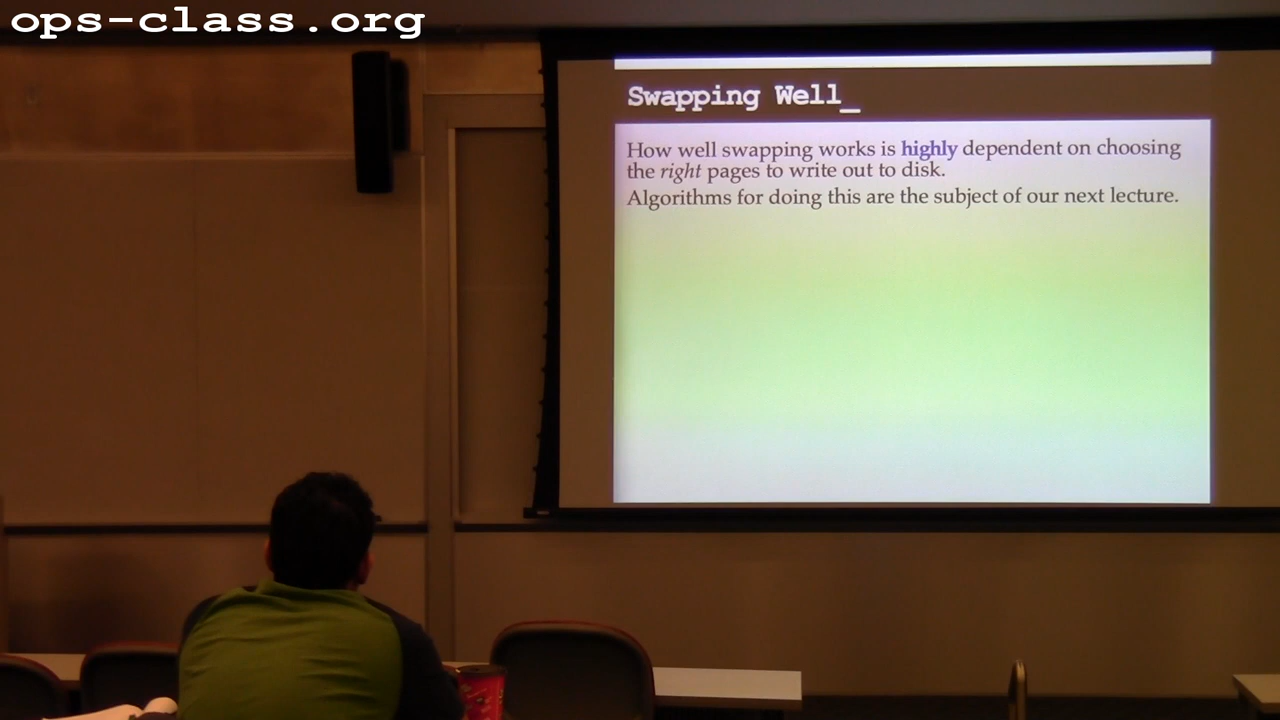 ops-class.org
Swapping Well_
How well swapping works is highly dependent on choosing
the right pages to write out to disk.
Algorithms for doing this are the subject of our next lecture.